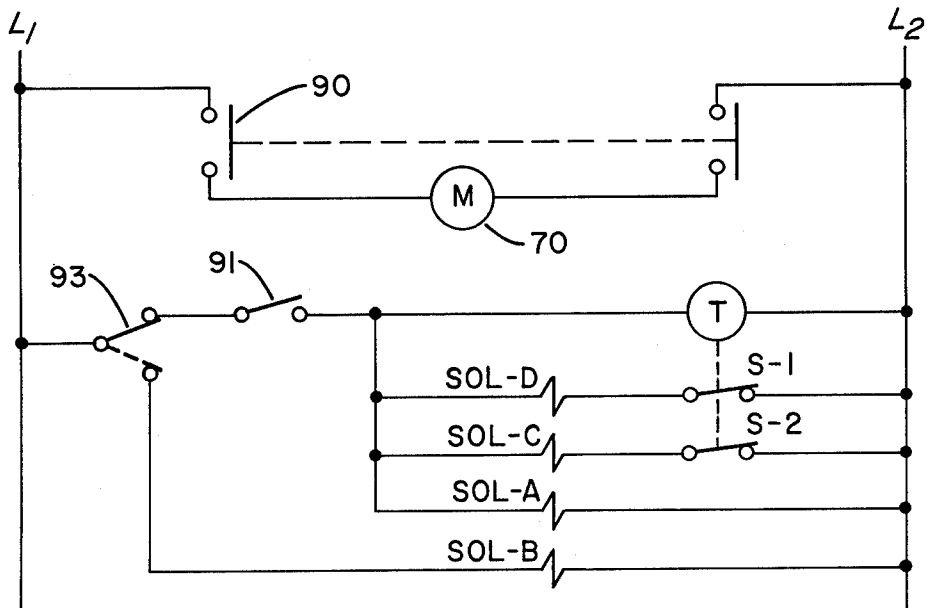 L1 L2
90
M
70
93 91
T
SOL-D S-1
SOL-C S-2
SOL-A
SOL-B